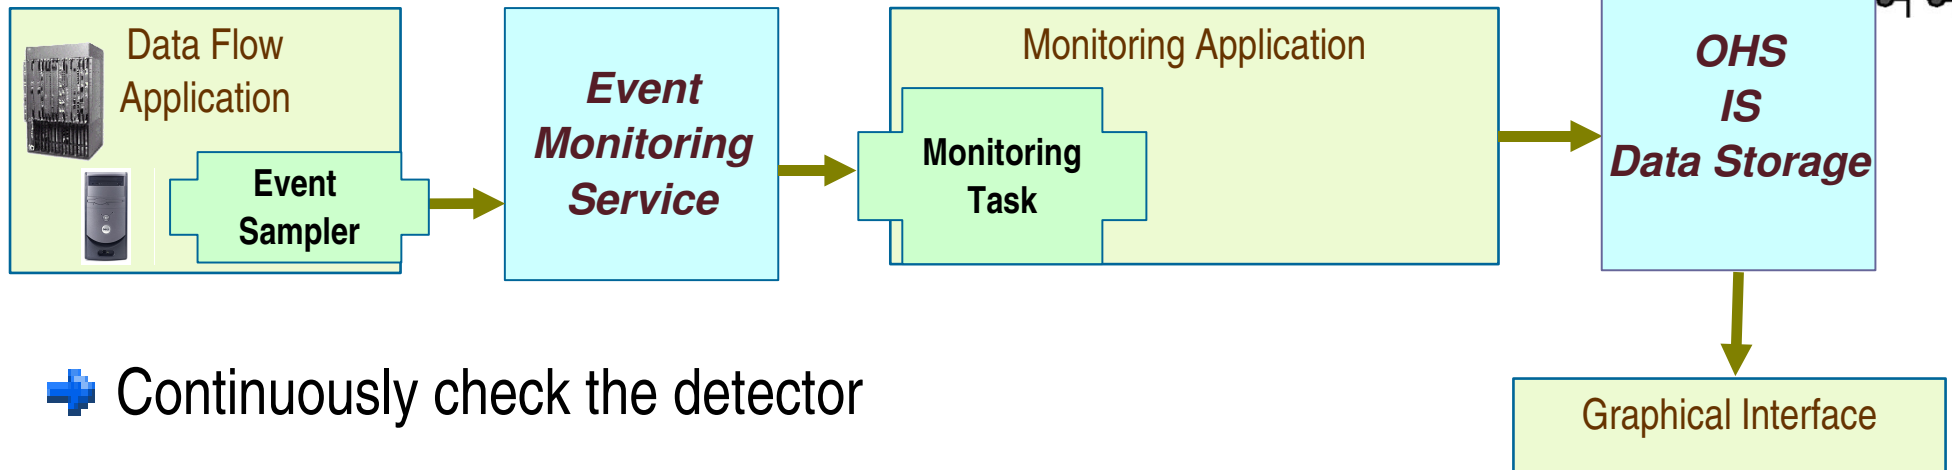 Data Flow
Application
Event
Sampler
Event
Monitoring
Service
Monitoring Application
Monitoring
Task
OHS
IS
Data Storage
Continuously check the detector
Graphical Interface